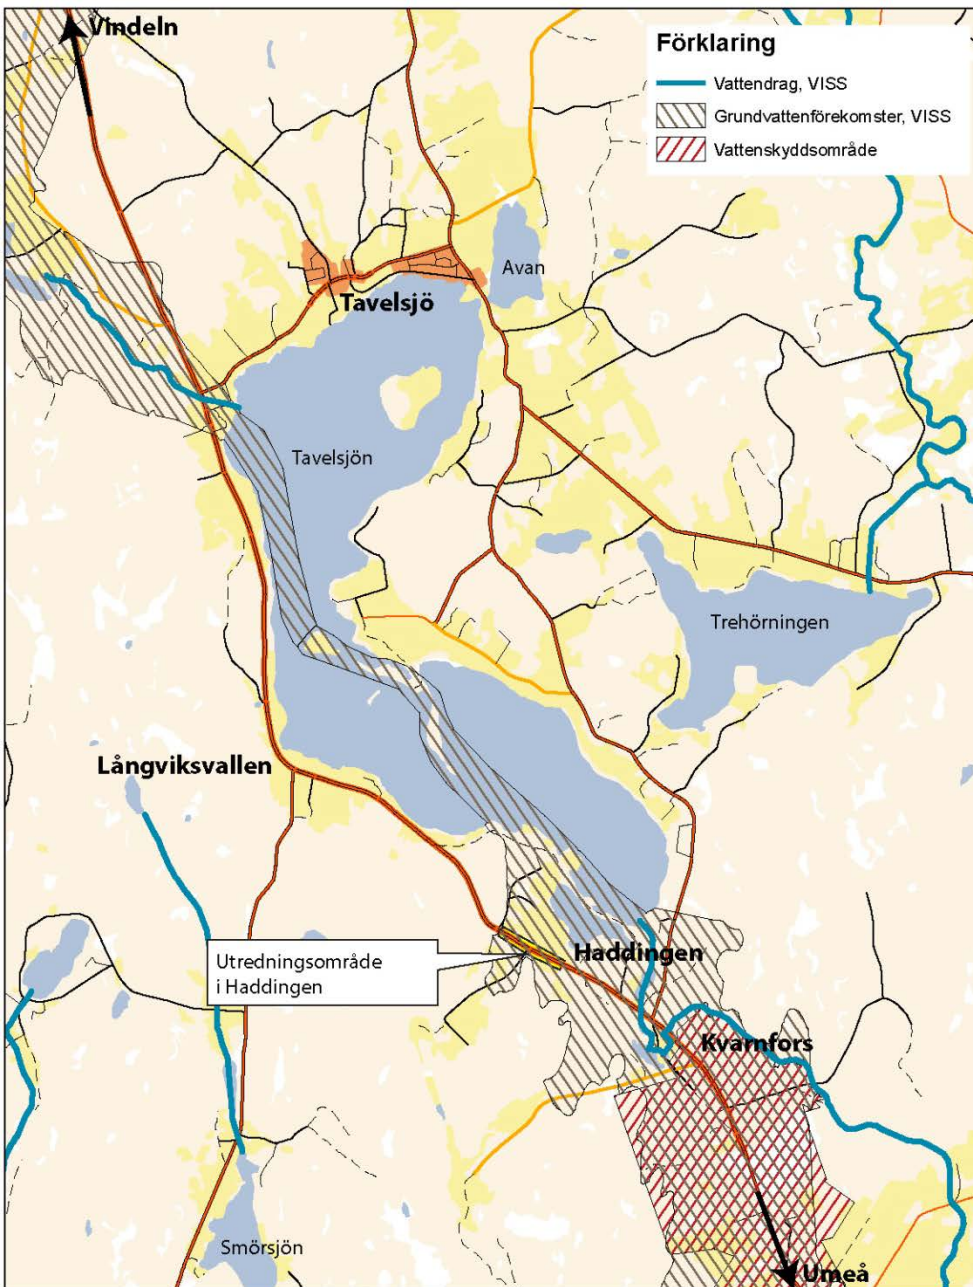 Vindeln
Förklaring
Vattendrag, VISS
Grundvattenförekomster, VISS
Vattenskyddsområde
Avan
Tavelsjö
Tavelsjön
Trehörningen
Långviksvallen
Utredningsområde
i Haddingen
Haddingen
Kvarnfors
Smörsjön
Umeå